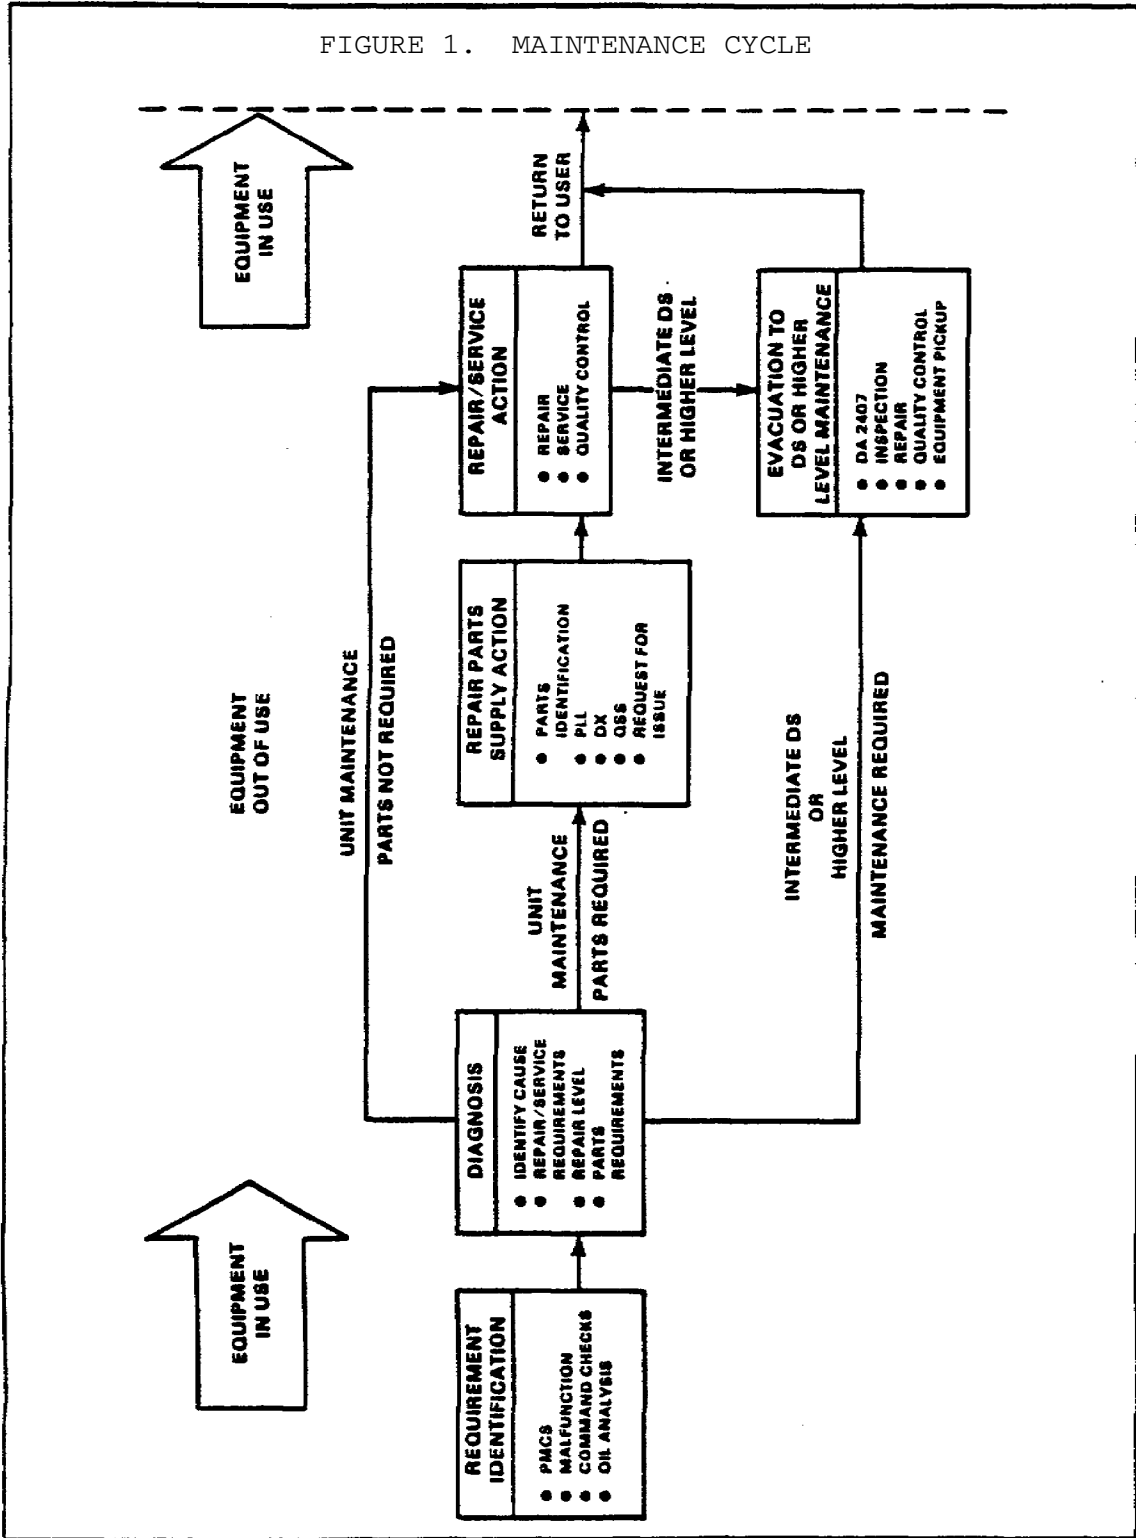 FIGURE 1. MAINTENANCE CYCLE
EQUIPMENT
IN USE
EQUIPMENT
OUT OF USE
EQUIPMENT
IN USE
REQUIREMENT
IDENTIFICATION
● PMCS
● MALFUNCTION
● COMMAND CHECKS
● OIL ANALYSIS
DIAGNOSIS
● IDENTIFY CAUSE
● REPAIR/SERVICE
REQUIREMENTS
● REPAIR LEVEL
● PARTS
REQUIREMENTS
UNIT MAINTENANCE
PARTS NOT REQUIRED
UNIT
MAINTENANCE
PARTS REQUIRED
INTERMEDIATE DS
OR
HIGHER LEVEL
MAINTENANCE REQUIRED
REPAIR PARTS
SUPPLY ACTION
● PARTS
IDENTIFICATION
● PLL
● DX
● QSS
● REQUEST FOR
ISSUE
REPAIR/SERVICE
ACTION
● REPAIR
● SERVICE
● QUALITY CONTROL
INTERMEDIATE DS
OR HIGHER LEVEL
EVACUATION TO
DS OR HIGHER
LEVEL MAINTENANCE
● DA 2407
● INSPECTION
● REPAIR
● QUALITY CONTROL
● EQUIPMENT PICKUP
RETURN
TO USER